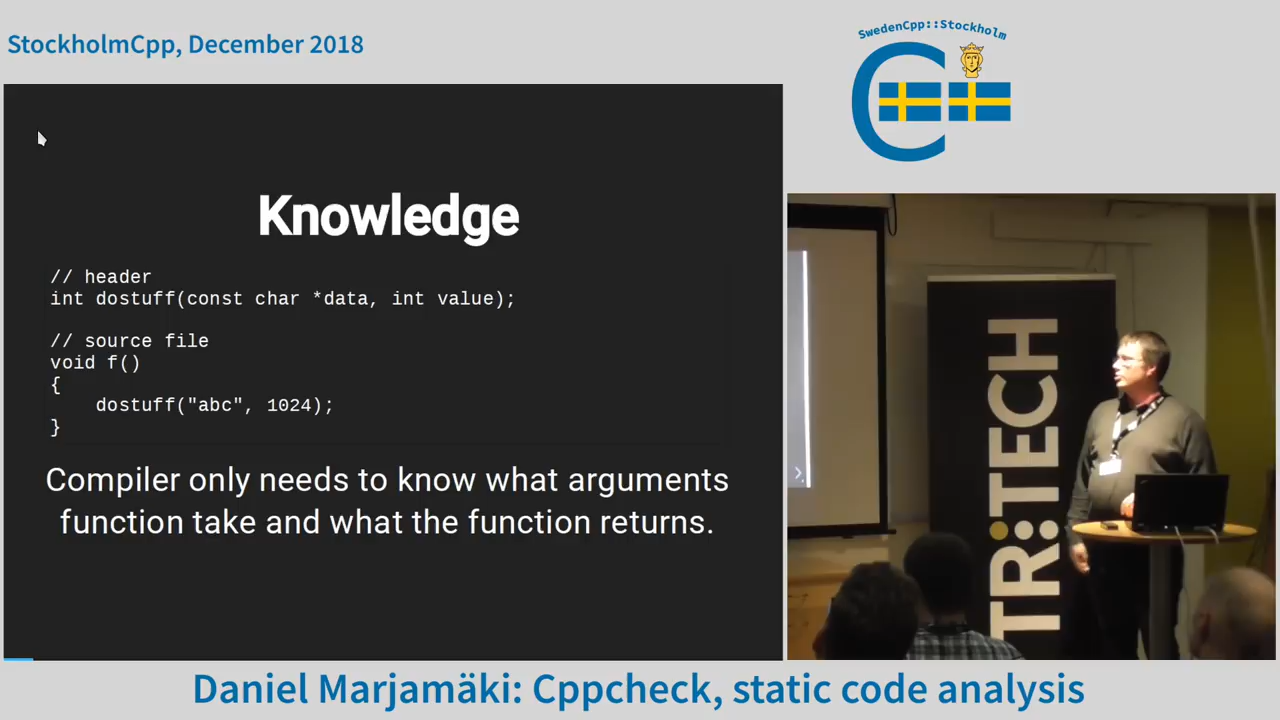 StockholmCpp, December 2018
SwedenCpp::Stockholm
Knowledge
// header
int dostuff(const char *data, int value);
// source file
void f()
{
dostuff("abc", 1024);
}
Compiler only needs to know what arguments
function take and what the function returns.
TR:TECH
Daniel Marjamäki: Cppcheck, static code analysis